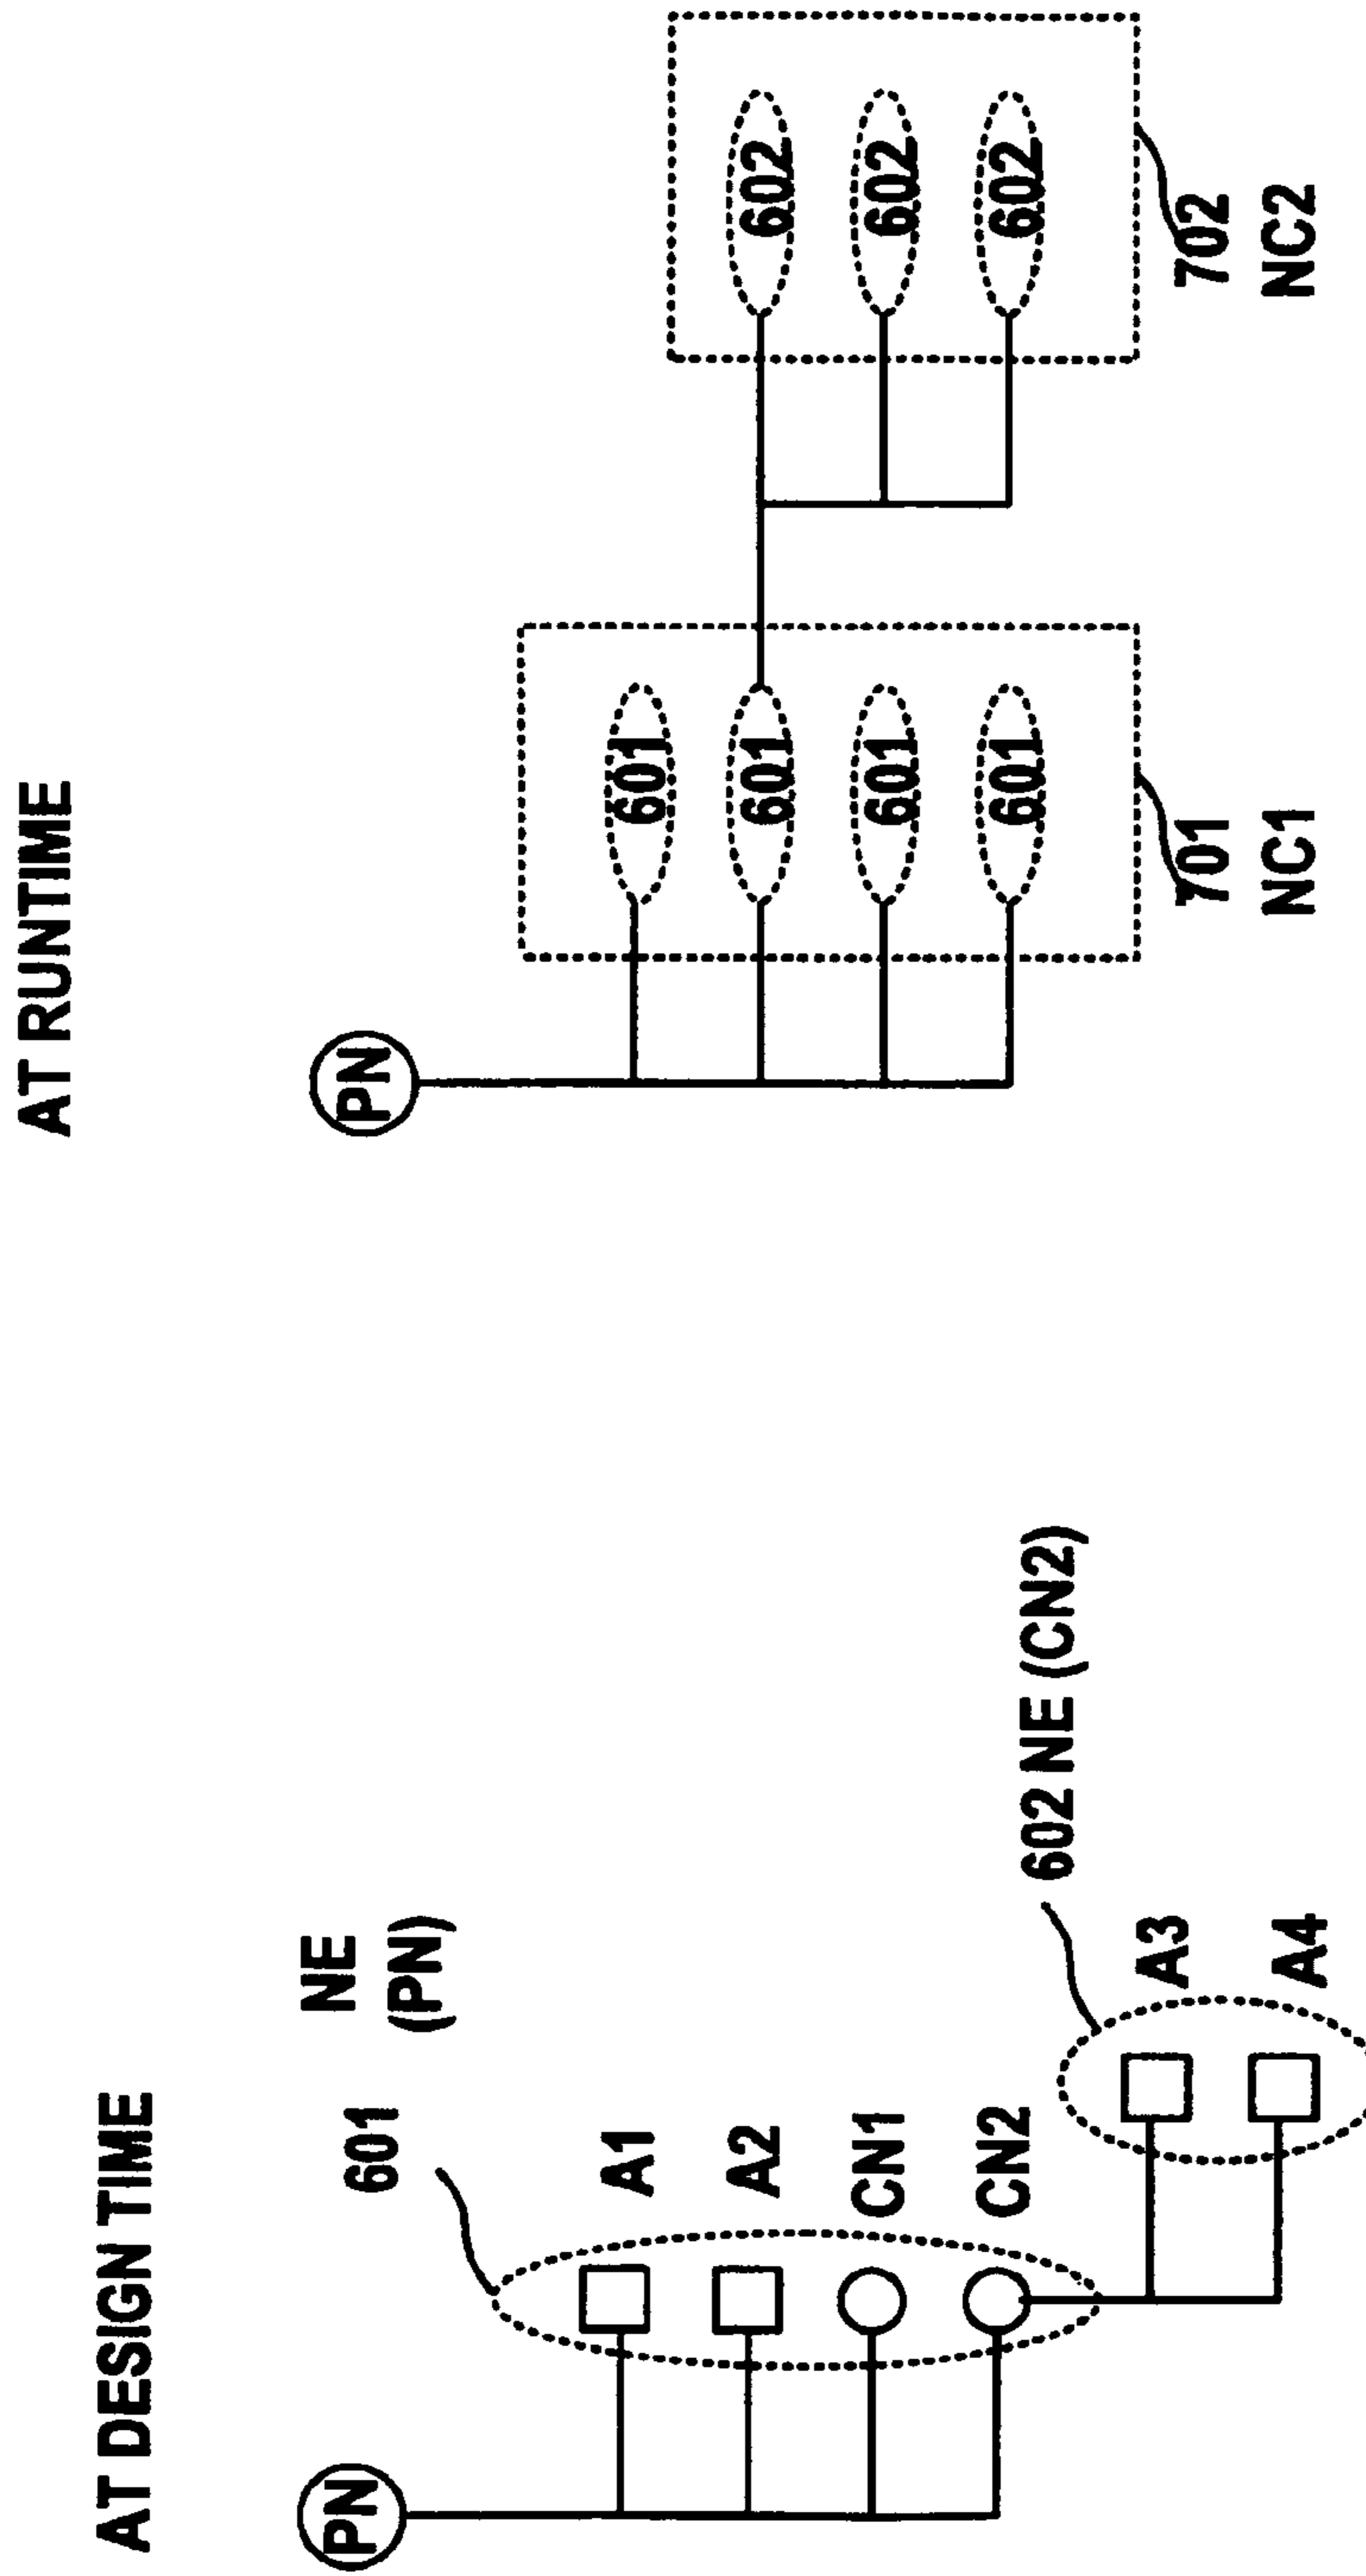 AT DESIGN TIME
PN
601
NE
(PN)
A1
A2
CN1
CN2
602 NE (CN2)
A3
A4
AT RUNTIME
PN
601
601
601
601
701
NC1
602
602
602
702
NC2